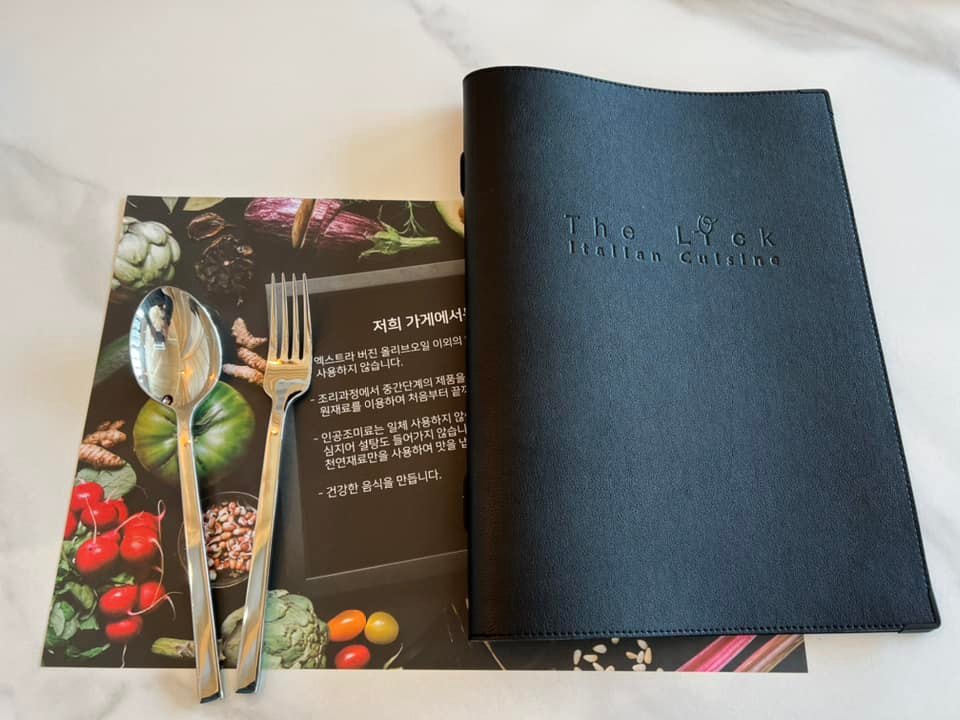 The Lick
Italian Cuisine
저희 가게에서
엑스트라 버진 올리브오일 이외의
사용하지 않습니다.
- 조리과정에서 중간단계의 제품을
원재료를 이용하여 처음부터
- 인공조미료는 일체 사용하지
심지어 설탕도 들어가지
천연재료만을 사용하여 맛을
- 건강한 음식을 만듭니다.